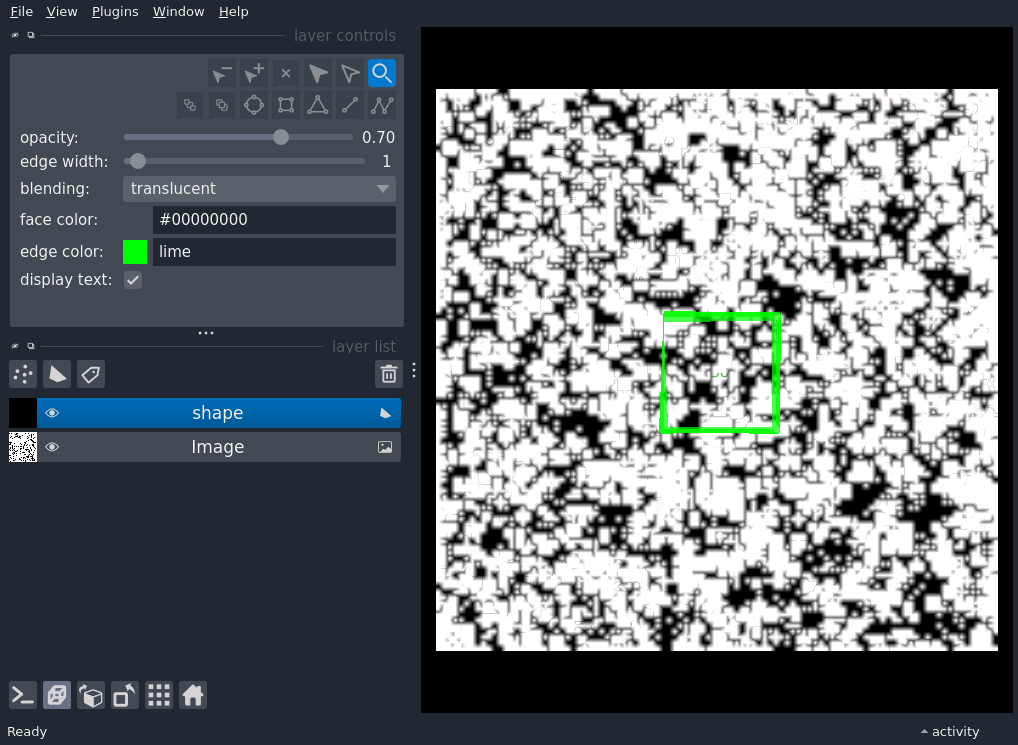 File View Plugins Window Help
layer controls
opacity: 0.70
edge width: 1
blending: translucent
face color: #00000000
edge color: lime
display text:
layer list
shape
Image
Ready
activity